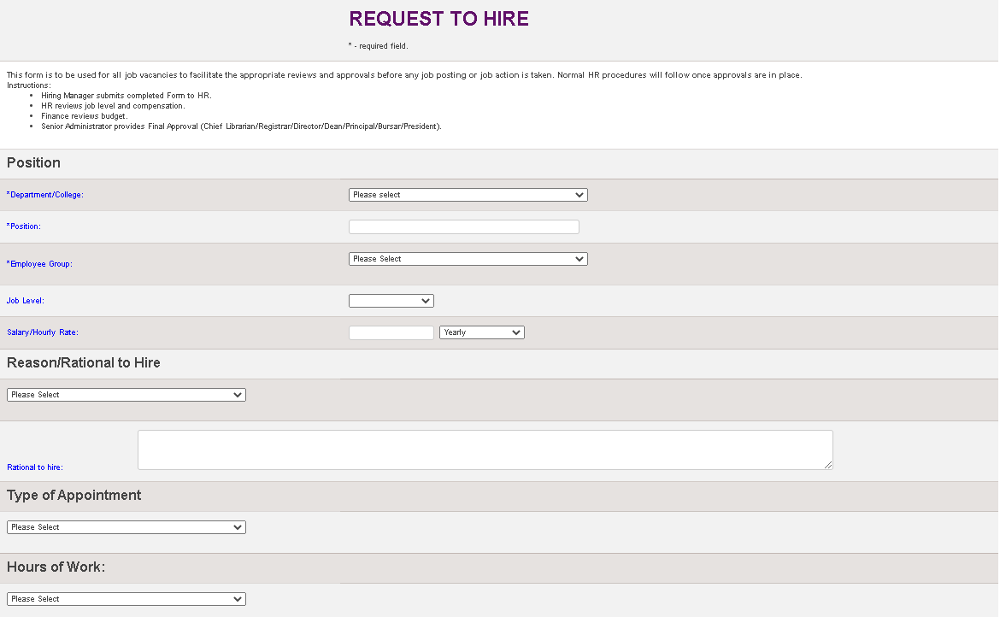 REQUEST TO HIRE
* - required field.
This form is to be used for all job vacancies to facilitate the appropriate reviews and approvals before any job posting or job action is taken. Normal HR procedures will follow once approvals are in place.
Instructions:
• Hiring Manager submits completed Form to HR.
• HR reviews job level and compensation.
• Finance reviews budget.
• Senior Administrator provides Final Approval (Chief Librarian/Registrar/Director/Dean/Principal/Bursar/President).
Position
*Department/College: Please select
*Position:
*Employee Group: Please Select
Job Level:
Salary/Hourly Rate: Yearly
Reason/Rational to Hire
Please Select
Rational to hire:
Type of Appointment
Please Select
Hours of Work:
Please Select